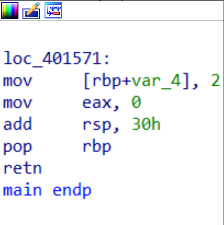 loc_401571:
mov [rbp+var_4], 2
mov eax, 0
add rsp, 30h
pop rbp
retn
main endp